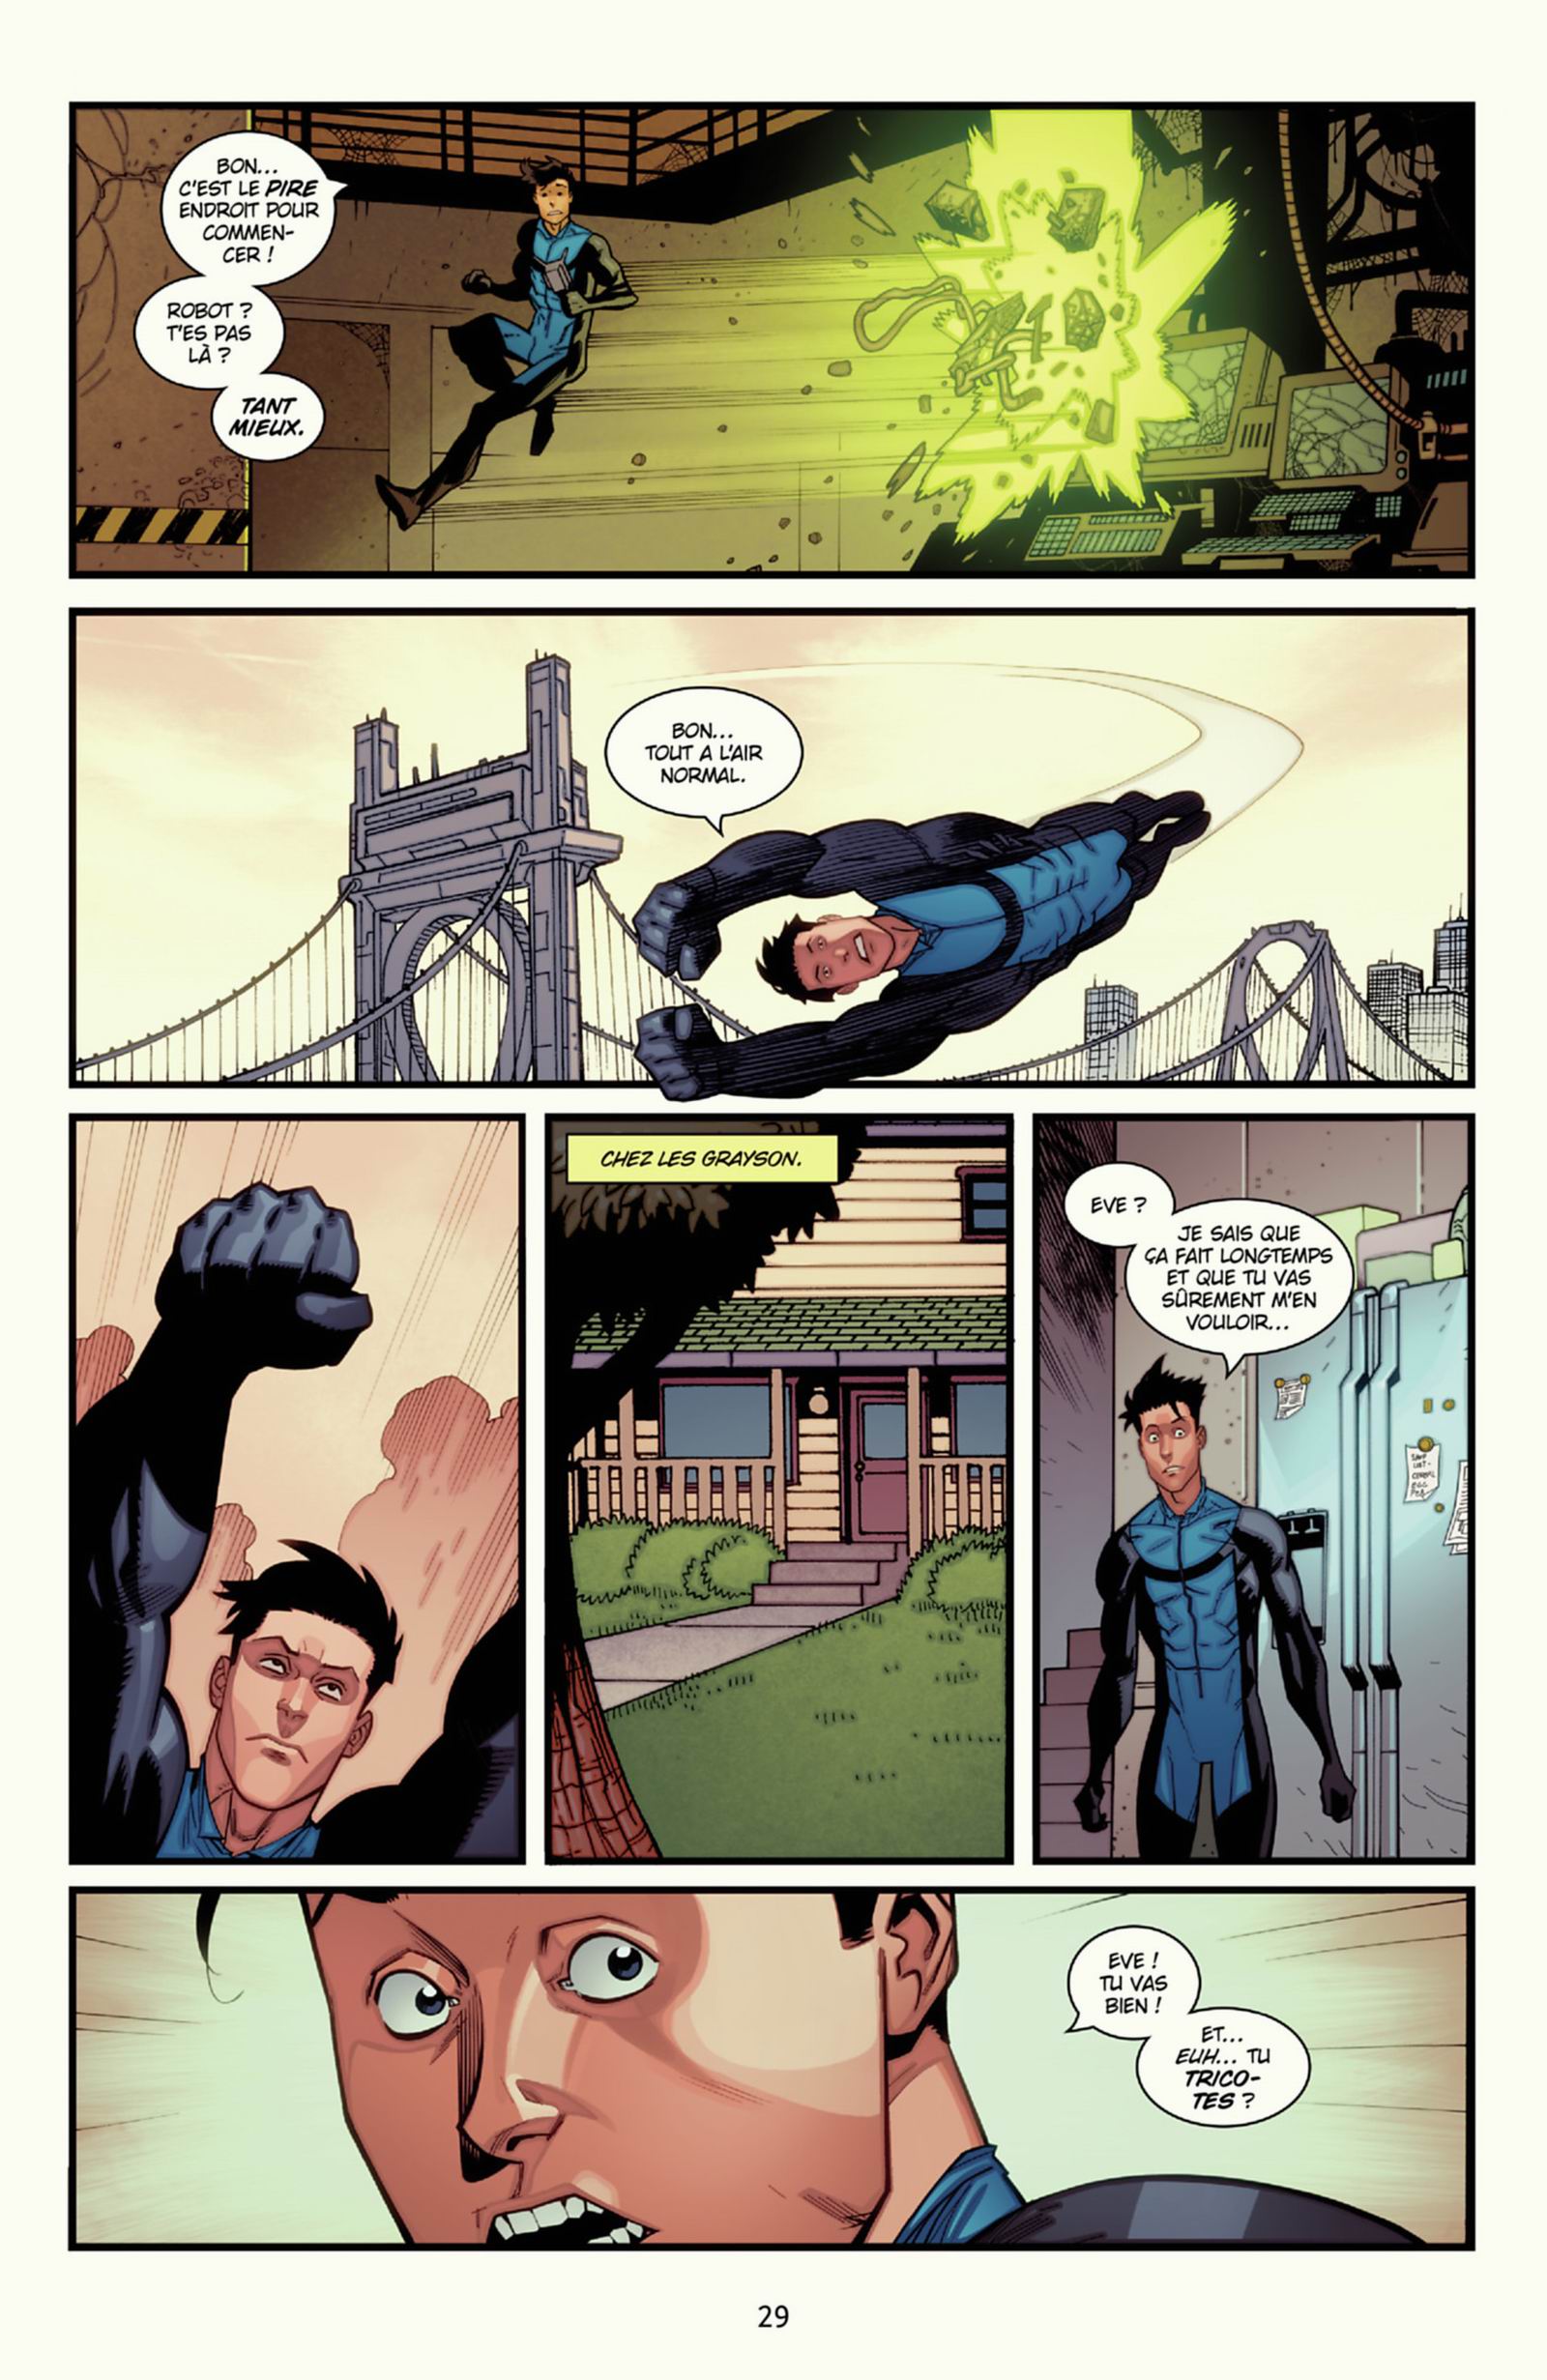 BON...
C'EST LE PIRE
ENDROIT POUR
COMMEN-
CER !
ROBOT ?
T'ES PAS
LÀ ?
TANT
MIEUX.
BON...
TOUT A L'AIR
NORMAL.
CHEZ LES GRAYSON.
EVE ?
JE SAIS QUE
ÇA FAIT LONGTEMPS
ET QUE TU VAS
SÛREMENT M'EN
VOULOIR...
EVE !
TU VAS
BIEN !
ET...
EUH... TU
TRICO-
TES ?
29